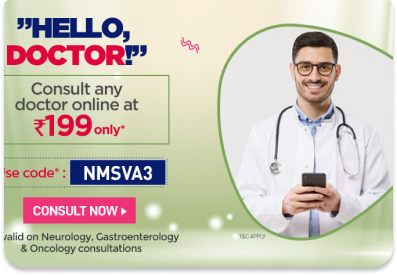 "HELLO,
DOCTOR!"
Consult any
doctor online at
₹199 only*
se code* : NMSVA3
CONSULT NOW
valid on Neurology, Gastroenterology
& Oncology consultations
T&C APPLY